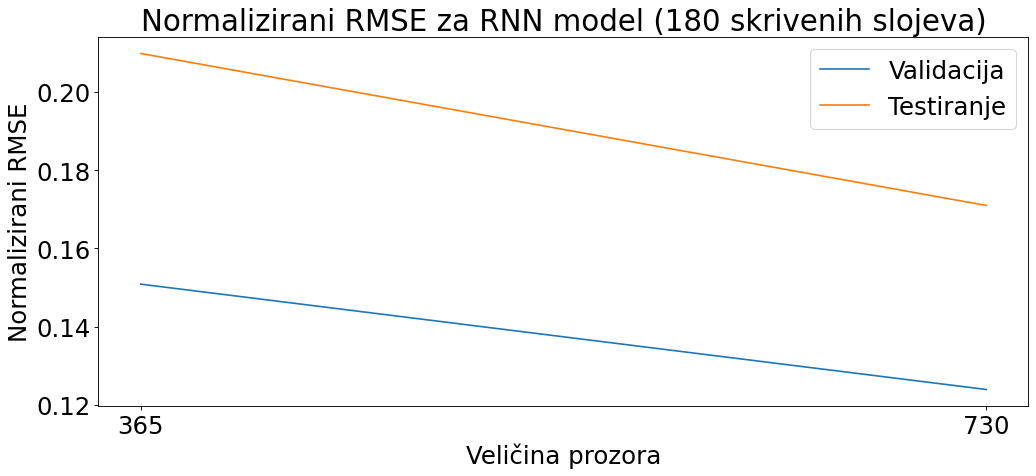 Normalizirani RMSE za RNN model (180 skrivenih slojeva)
Validacija
Testiranje
Normalizirani RMSE
0.20
0.18
0.16
0.14
0.12
365
730
Veličina prozora